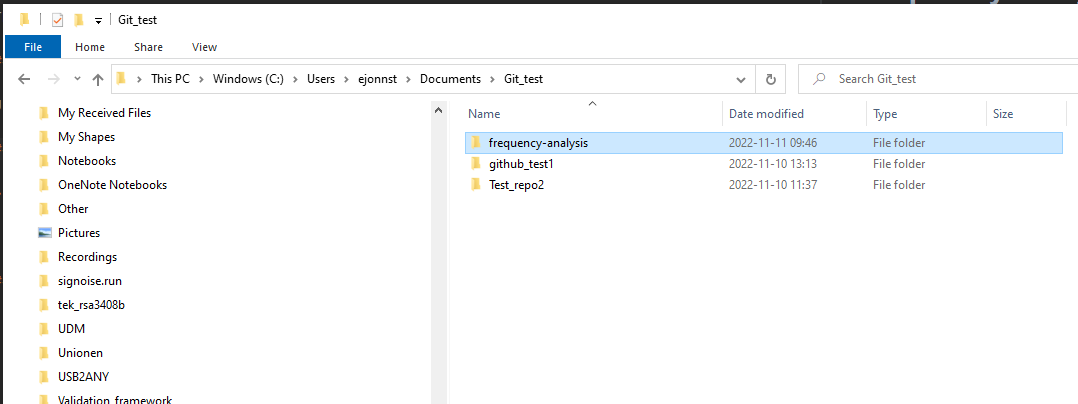 Git_test
File Home Share View
This PC Windows (C:) Users ejonnst Documents Git_test Search Git_test
My Received Files
My Shapes
Notebooks
OneNote Notebooks
Other
Pictures
Recordings
signoise.run
tek_rsa3408b
UDM
Unionen
USB2ANY
Validation_framework
Name Date modified Type Size
frequency-analysis 2022-11-11 09:46 File folder
github_test1 2022-11-10 13:13 File folder
Test_repo2 2022-11-10 11:37 File folder